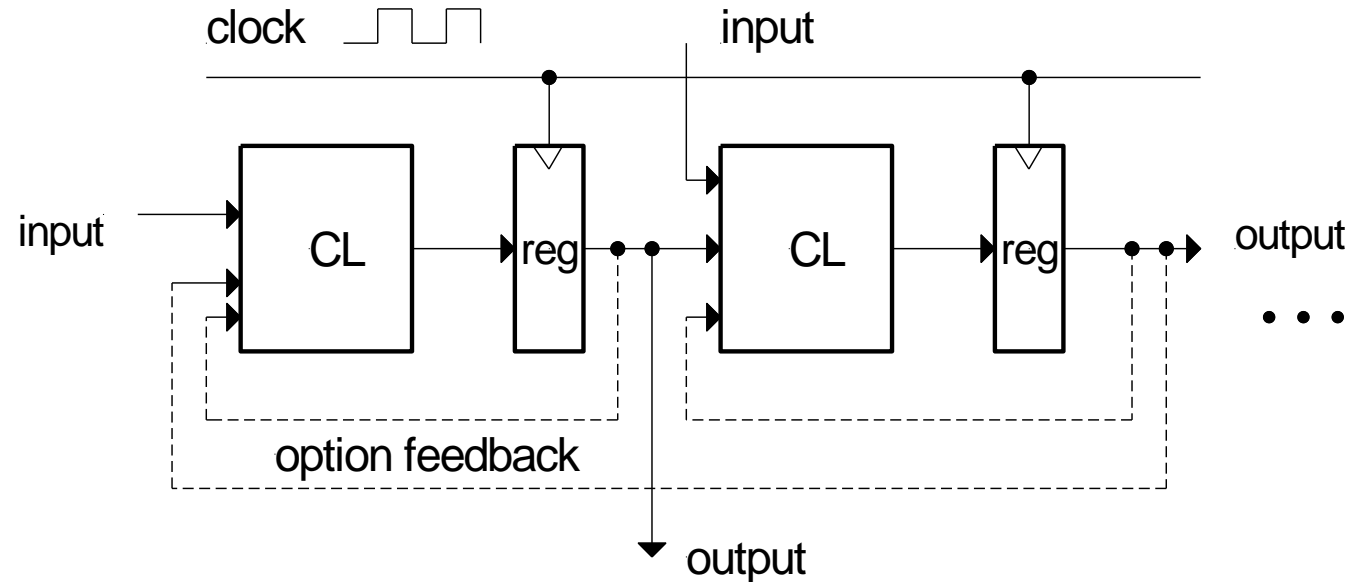 clock
input
input
CL
reg
CL
reg
output
option feedback
output